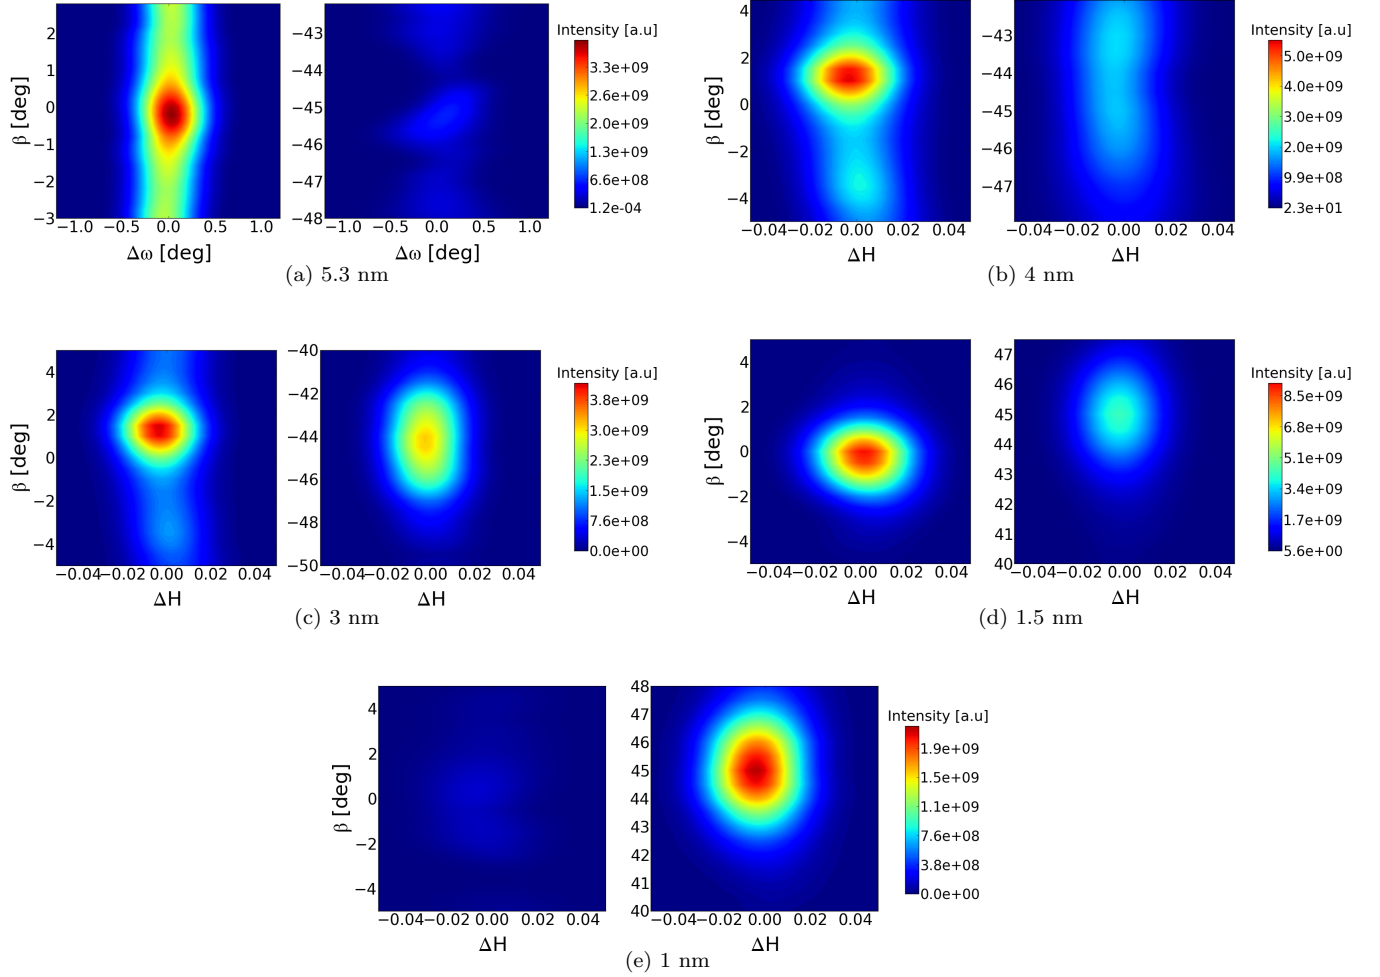 Intensity [a.u]
2
1
0
−1
−2
−3
β [deg]
−1.0 −0.5 0.0 0.5 1.0
Δω [deg]
−43
−44
−45
−46
−47
−48
−1.0 −0.5 0.0 0.5 1.0
Δω [deg]
3.3e+09
2.6e+09
2.0e+09
1.3e+09
6.6e+08
1.2e-04
(a) 5.3 nm
Intensity [a.u]
4
2
0
−2
−4
β [deg]
−0.04−0.02 0.00 0.02 0.04
ΔH
−43
−44
−45
−46
−47
−0.04−0.02 0.00 0.02 0.04
ΔH
5.0e+09
4.0e+09
3.0e+09
2.0e+09
9.9e+08
2.3e+01
(b) 4 nm
Intensity [a.u]
4
2
0
−2
−4
β [deg]
−0.04−0.02 0.00 0.02 0.04
ΔH
−40
−42
−44
−46
−48
−50
−0.04−0.02 0.00 0.02 0.04
ΔH
3.8e+09
3.0e+09
2.3e+09
1.5e+09
7.6e+08
0.0e+00
(c) 3 nm
Intensity [a.u]
4
2
0
−2
−4
β [deg]
−0.04−0.02 0.00 0.02 0.04
ΔH
47
46
45
44
43
42
41
40
−0.04−0.02 0.00 0.02 0.04
ΔH
8.5e+09
6.8e+09
5.1e+09
3.4e+09
1.7e+09
5.6e+00
(d) 1.5 nm
Intensity [a.u]
4
2
0
−2
−4
β [deg]
−0.04−0.02 0.00 0.02 0.04
ΔH
48
47
46
45
44
43
42
41
40
−0.04−0.02 0.00 0.02 0.04
ΔH
1.9e+09
1.5e+09
1.1e+09
7.6e+08
3.8e+08
0.0e+00
(e) 1 nm